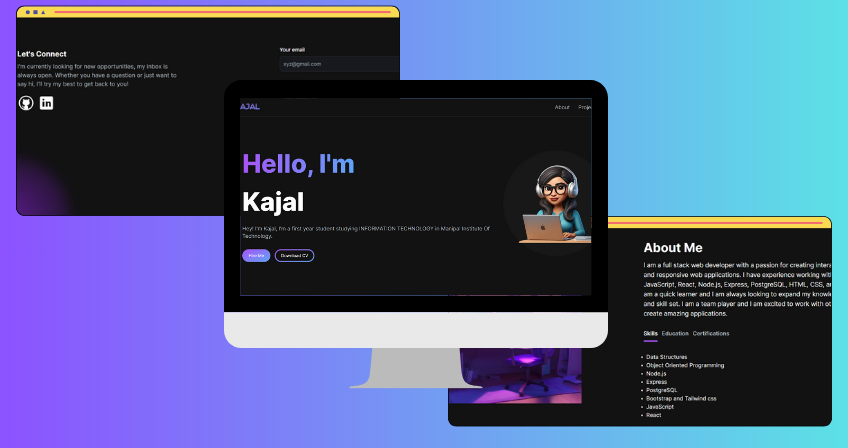 Let's Connect
I'm currently looking for new opportunities, my inbox is
always open. Whether you have a question or just want to
say hi, I'll try my best to get back to you!
in
Your email
xyz@gmail.com
AJAL
About Proje
Hello, I'm
Kajal
Hey! I'm Kajal, I'm a first year student studying INFORMATION TECHNOLOGY in Manipal Institute Of
Technology.
Hire Me Download CV
About Me
I am a full stack web developer with a passion for creating intera
and responsive web applications. I have experience working wit
JavaScript, React, Node.js, Express, PostgreSQL, HTML, CSS, a
am a quick learner and I am always looking to expand my knowle
and skill set. I am a team player and I am excited to work with ot
create amazing applications.
Skills Education Certifications
• Data Structures
• Object Oriented Programming
• Node.js
• Express
• PostgreSQL
• Bootstrap and Tailwind css
• JavaScript
• React